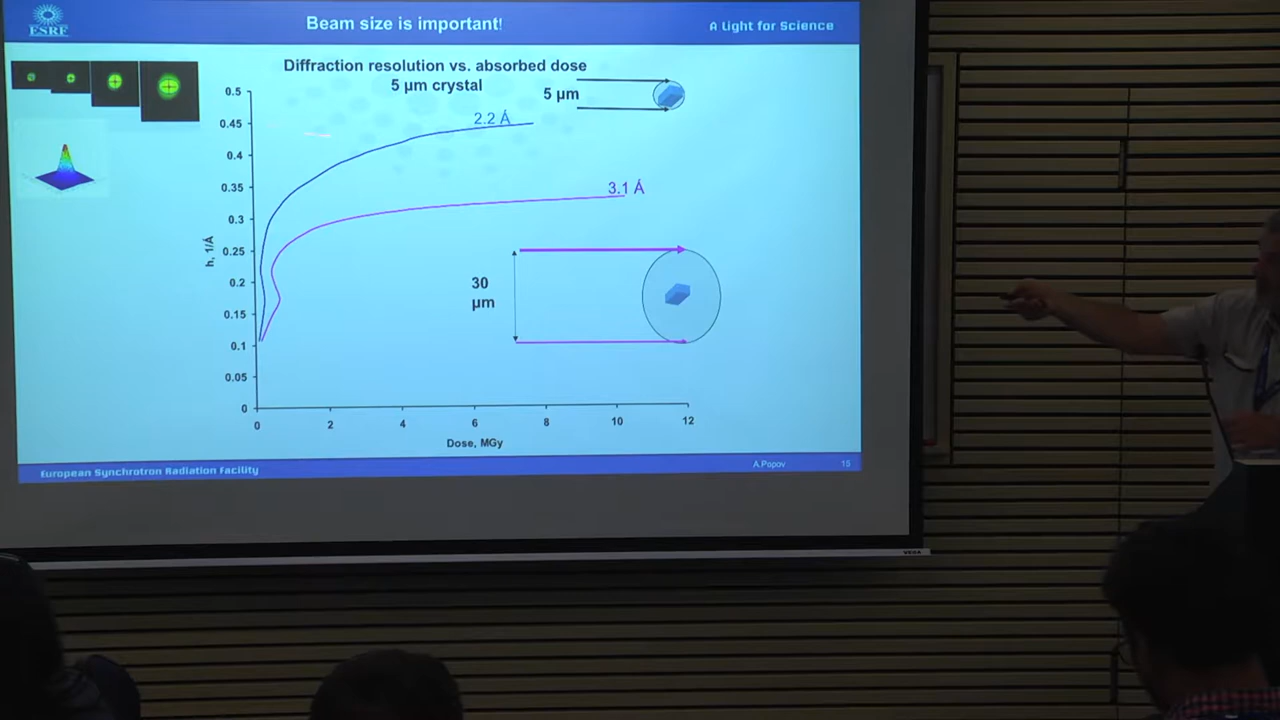 ESRF
Beam size is important!
A Light for Science
Diffraction resolution vs. absorbed dose
5 µm crystal
5 µm
2.2 Å
3.1 Å
30
µm
h, 1/Å
0.5
0.45
0.4
0.35
0.3
0.25
0.2
0.15
0.1
0.05
0
0
2
4
6
8
10
12
Dose, MGy
European Synchrotron Radiation Facility
A.Popov
15
VEGA